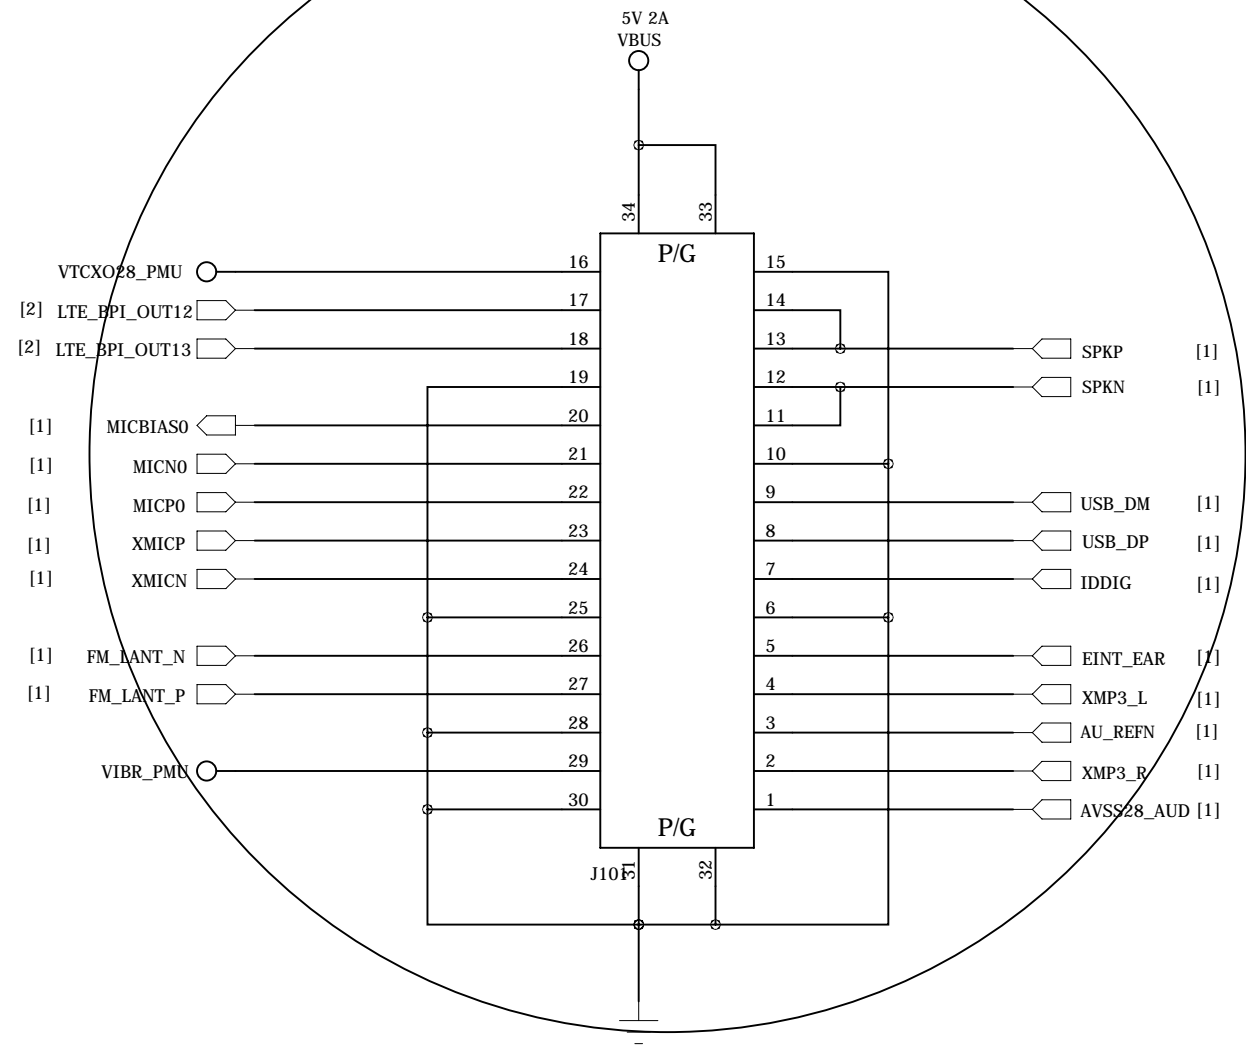 5V 2A
VBUS
34 33
P/G
VTCXO28_PMU 16 15
[2] LTE_BPI_OUT12 17 14
[2] LTE_BPI_OUT13 18 13 SPKP [1]
19 12 SPKN [1]
[1] MICBIAS0 20 11
[1] MICN0 21 10
[1] MICP0 22 9 USB_DM [1]
[1] XMICP 23 8 USB_DP [1]
[1] XMICN 24 7 IDDIG [1]
25 6
[1] FM_LANT_N 26 5 EINT_EAR [1]
[1] FM_LANT_P 27 4 XMP3_L [1]
28 3 AU_REFN [1]
VIBR_PMU 29 2 XMP3_R [1]
30 1 AVSS28_AUD [1]
P/G
J101 31 32